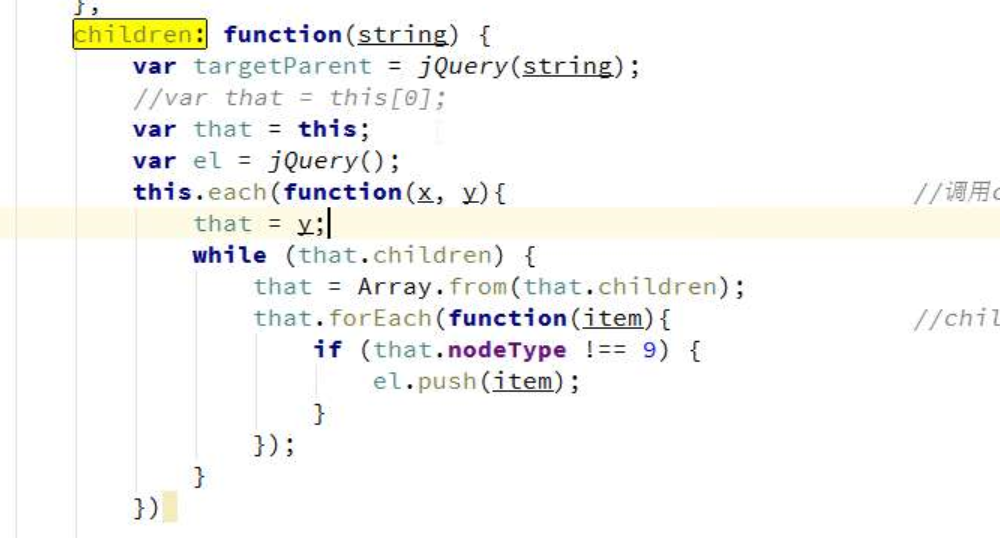 },
children: function(string) {
var targetParent = jQuery(string);
//var that = this[0];
var that = this;
var el = jQuery();
this.each(function(x, y){ //调用
that = y;
while (that.children) {
that = Array.from(that.children);
that.forEach(function(item){ //chil
if (that.nodeType !== 9) {
el.push(item);
}
});
}
})